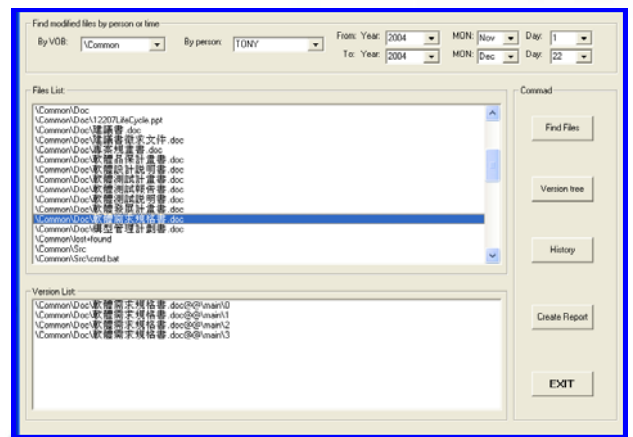 Find modified files by person or time
By VOB: \Common By person: TONY From: Year: 2004 MON: Nov Day: 1
To: Year: 2004 MON: Dec Day: 22
Files List:
\Common\Doc
\Common\Doc\12207LifeCycle.ppt
\Common\Doc\建議書.doc
\Common\Doc\建議書徵求文件.doc
\Common\Doc\專案規畫書.doc
\Common\Doc\軟體品保計畫書.doc
\Common\Doc\軟體設計說明書.doc
\Common\Doc\軟體測試計畫書.doc
\Common\Doc\軟體測試報告書.doc
\Common\Doc\軟體測試說明書.doc
\Common\Doc\軟體發展計畫書.doc
\Common\Doc\軟體需求規格書.doc
\Common\Doc\構型管理計劃書.doc
\Common\lost+found
\Common\Src
\Common\Src\cmd.bat
Version List:
\Common\Doc\軟體需求規格書.doc@@\main\0
\Common\Doc\軟體需求規格書.doc@@\main\1
\Common\Doc\軟體需求規格書.doc@@\main\2
\Common\Doc\軟體需求規格書.doc@@\main\3
Commad
Find Files
Version tree
History
Create Report
EXIT